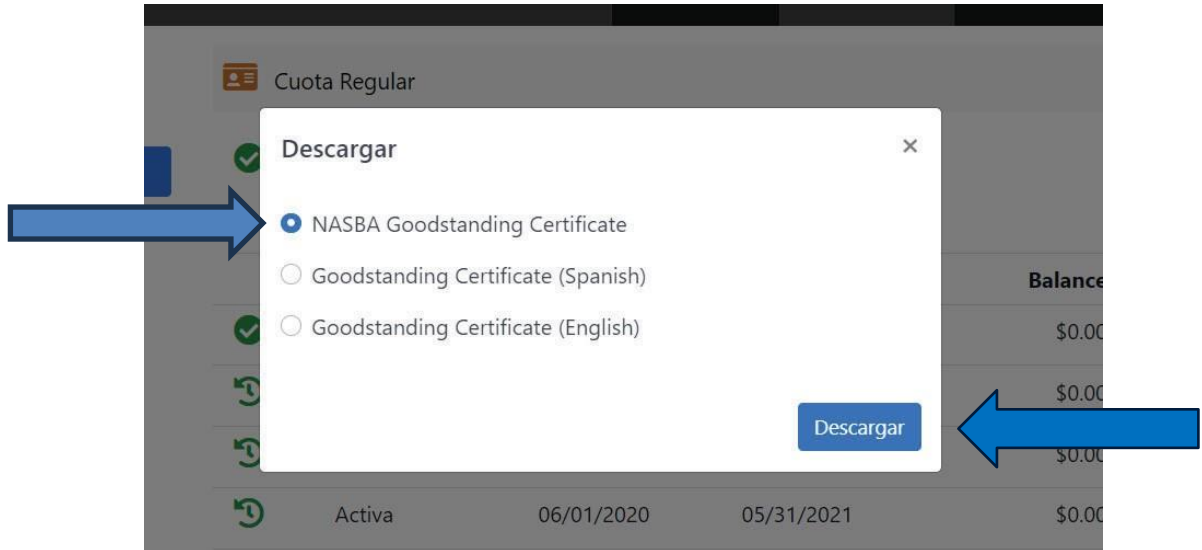 Cuota Regular
Descargar ×
NASBA Goodstanding Certificate
Goodstanding Certificate (Spanish)
Balance
Goodstanding Certificate (English)
$0.00
$0.00
Descargar
$0.00
Activa 06/01/2020 05/31/2021 $0.00